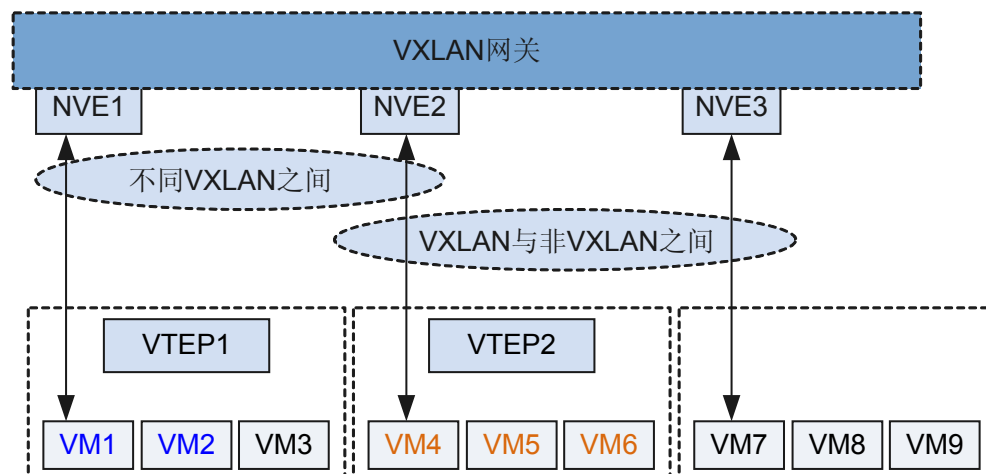 VXLAN网关
NVE1 NVE2 NVE3
不同VXLAN之间
VXLAN与非VXLAN之间
VTEP1 VTEP2
VM1 VM2 VM3 VM4 VM5 VM6 VM7 VM8 VM9